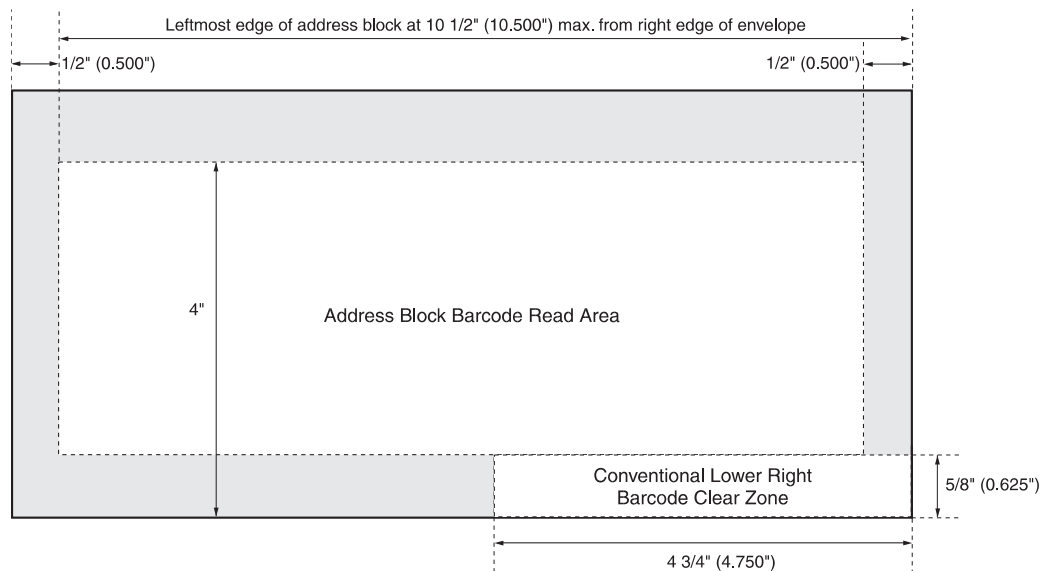 Leftmost edge of address block at 10 1/2" (10.500") max. from right edge of envelope
1/2" (0.500")
1/2" (0.500")
4"
Address Block Barcode Read Area
Conventional Lower Right
Barcode Clear Zone
5/8" (0.625")
4 3/4" (4.750")